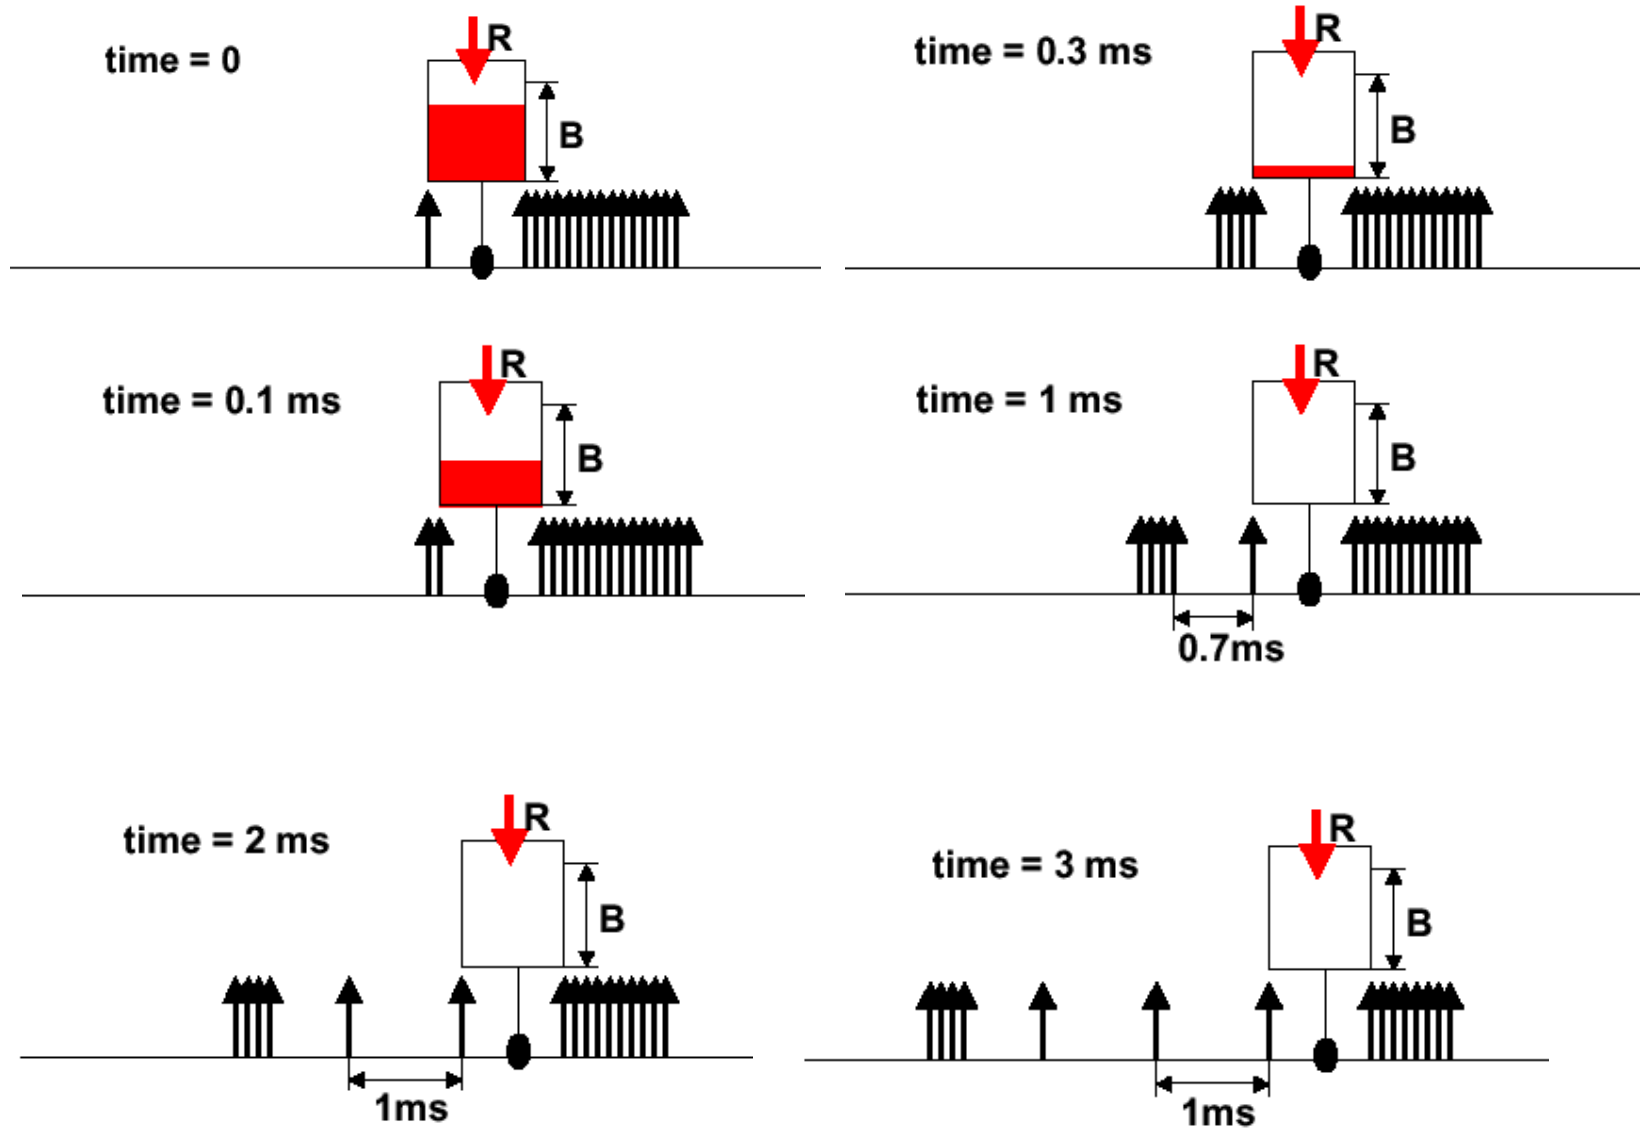 time = 0
R
B
time = 0.3 ms
R
B
time = 0.1 ms
R
B
time = 1 ms
R
B
0.7ms
time = 2 ms
R
B
1ms
time = 3 ms
R
B
1ms